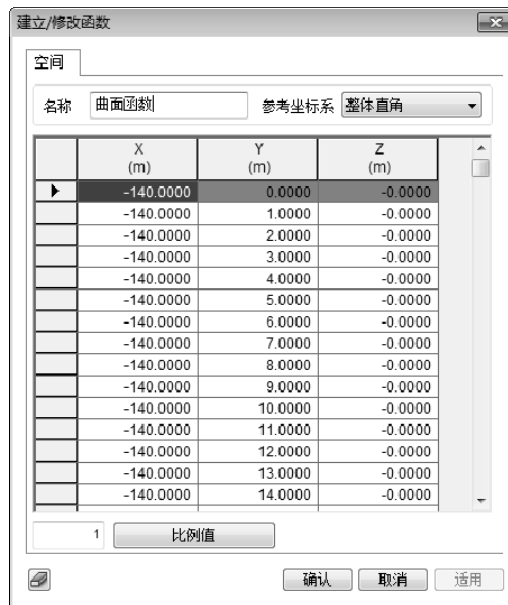 建立/修改函数
空间
名称 曲面函数 参考坐标系 整体直角
X Y Z
(m) (m) (m)
-140.0000 0.0000 -0.0000
-140.0000 1.0000 -0.0000
-140.0000 2.0000 -0.0000
-140.0000 3.0000 -0.0000
-140.0000 4.0000 -0.0000
-140.0000 5.0000 -0.0000
-140.0000 6.0000 -0.0000
-140.0000 7.0000 -0.0000
-140.0000 8.0000 -0.0000
-140.0000 9.0000 -0.0000
-140.0000 10.0000 -0.0000
-140.0000 11.0000 -0.0000
-140.0000 12.0000 -0.0000
-140.0000 13.0000 -0.0000
-140.0000 14.0000 -0.0000
1 比例值
确认 取消 适用